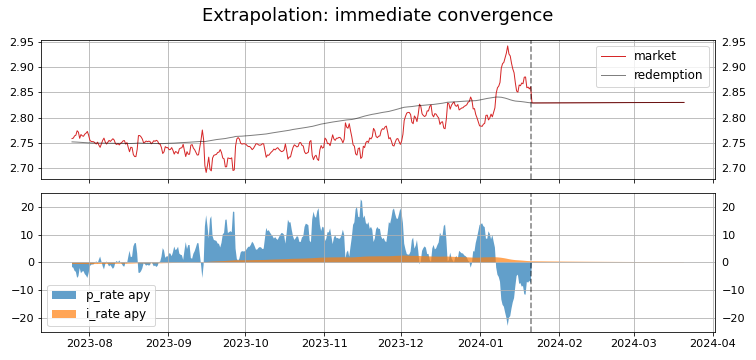 Extrapolation: immediate convergence
2.95 2.95
2.90 2.90
2.85 2.85
2.80 2.80
2.75 2.75
2.70 2.70
market
redemption
20 20
10 10
0 0
−10 −10
−20 −20
p_rate apy
i_rate apy
2023-08 2023-09 2023-10 2023-11 2023-12 2024-01 2024-02 2024-03 2024-04